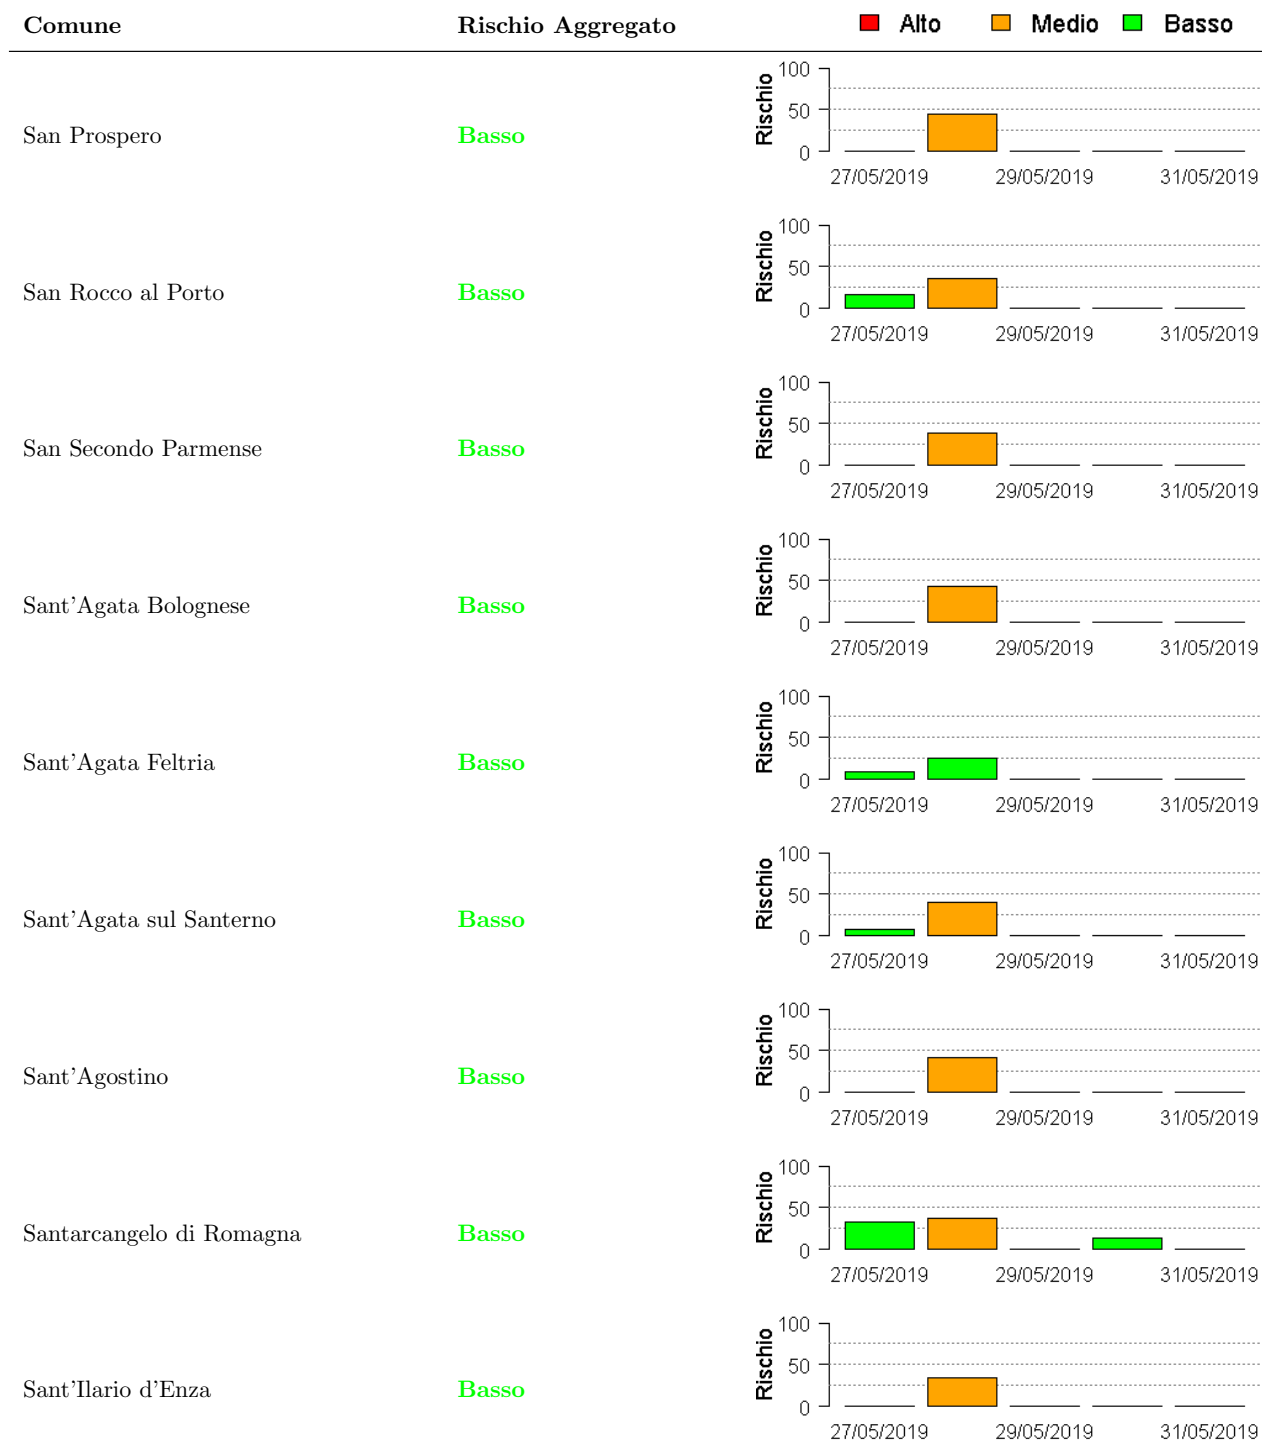 Comune Rischio Aggregato Alto Medio Basso
San Prospero Basso Rischio 100 50 0
27/05/2019 29/05/2019 31/05/2019
San Rocco al Porto Basso Rischio 100 50 0
27/05/2019 29/05/2019 31/05/2019
San Secondo Parmense Basso Rischio 100 50 0
27/05/2019 29/05/2019 31/05/2019
Sant'Agata Bolognese Basso Rischio 100 50 0
27/05/2019 29/05/2019 31/05/2019
Sant'Agata Feltria Basso Rischio 100 50 0
27/05/2019 29/05/2019 31/05/2019
Sant'Agata sul Santerno Basso Rischio 100 50 0
27/05/2019 29/05/2019 31/05/2019
Sant'Agostino Basso Rischio 100 50 0
27/05/2019 29/05/2019 31/05/2019
Santarcangelo di Romagna Basso Rischio 100 50 0
27/05/2019 29/05/2019 31/05/2019
Sant'Ilario d'Enza Basso Rischio 100 50 0
27/05/2019 29/05/2019 31/05/2019